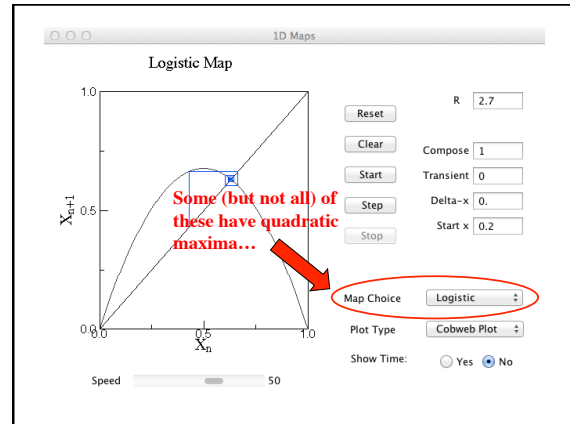 1D Maps
Logistic Map
1.0
0.5
0.0
X n+1
0.0
0.5
1.0
X n
Some (but not all) of
these have quadratic
maxima…
Speed
50
Reset
Clear
Start
Step
Stop
R 2.7
Compose 1
Transient 0
Delta-x 0.
Start x 0.2
Map Choice Logistic
Plot Type Cobweb Plot
Show Time: Yes No